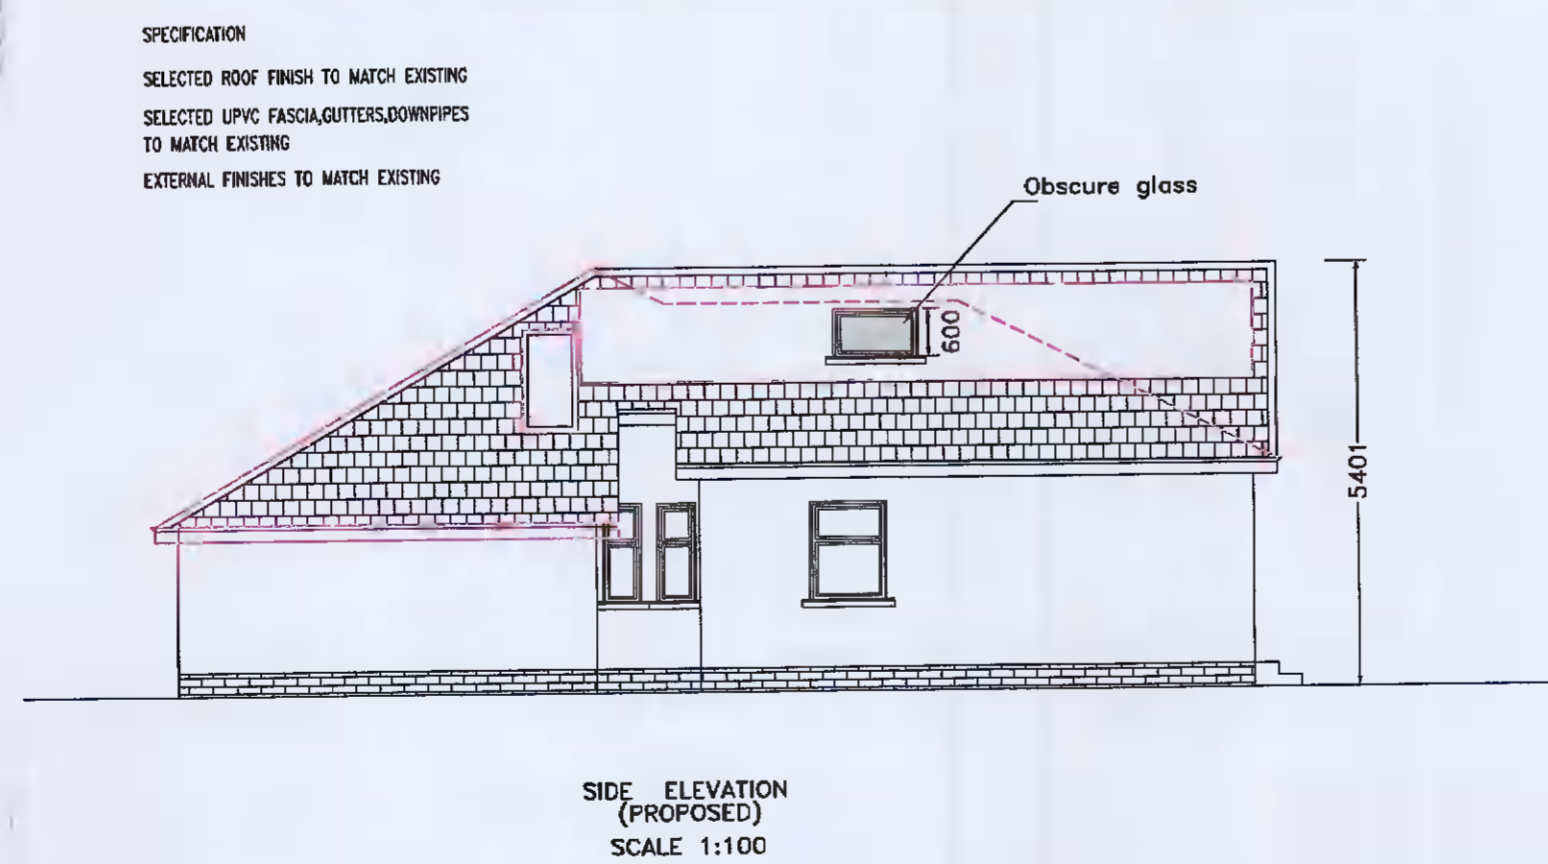 SPECIFICATION
SELECTED ROOF FINISH TO MATCH EXISTING
SELECTED UPVC FASCIA,GUTTERS,DOWNPIPES
TO MATCH EXISTING
EXTERNAL FINISHES TO MATCH EXISTING
Obscure glass
600
5401
SIDE ELEVATION
(PROPOSED)
SCALE 1:100